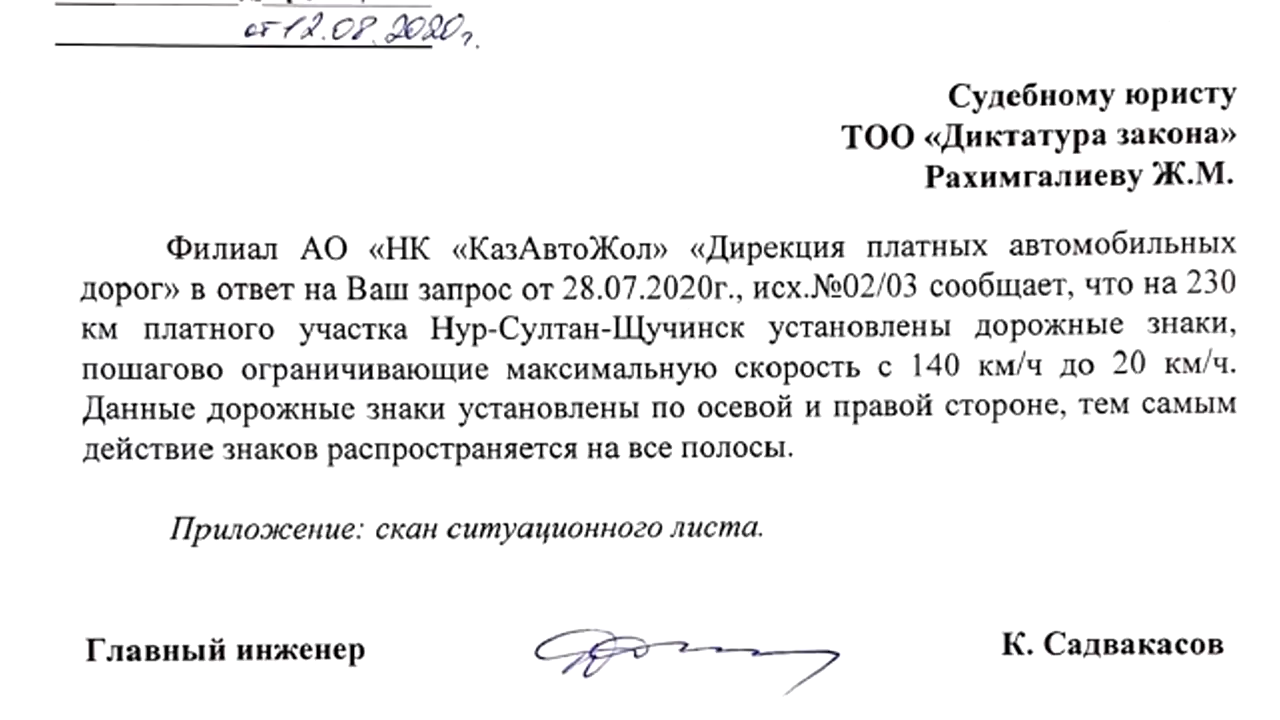 от 12.08.2020г.
Судебному юристу
ТОО «Диктатура закона»
Рахимгалиеву Ж.М.
Филиал АО «НК «КазАвтоЖол» «Дирекция платных автомобильных
дорог» в ответ на Ваш запрос от 28.07.2020г., исх.№02/03 сообщает, что на 230
км платного участка Нур-Султан-Щучинск установлены дорожные знаки,
пошагово ограничивающие максимальную скорость с 140 км/ч до 20 км/ч.
Данные дорожные знаки установлены по осевой и правой стороне, тем самым
действие знаков распространяется на все полосы.
Приложение: скан ситуационного листа.
Главный инженер К. Садвакасов